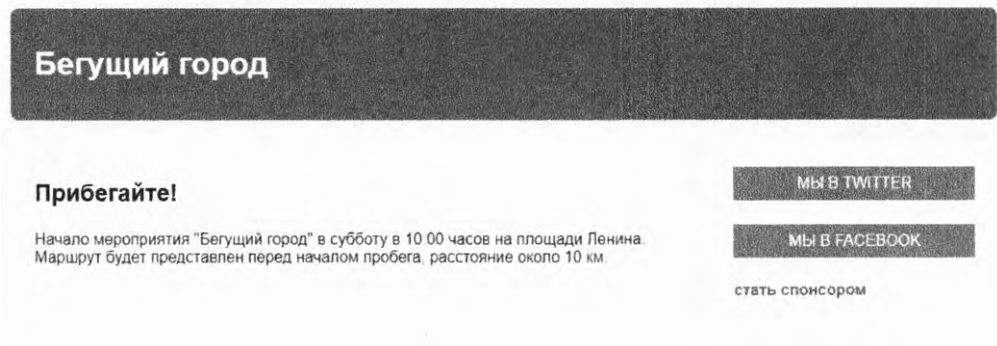 Бегущий город
Прибегайте!
Начало мероприятия "Бегущий город" в субботу в 10 00 часов на площади Ленина.
Маршрут будет представлен перед началом пробега, расстояние около 10 км.
МЫ В TWITTER
МЫ В FACEBOOK
стать спонсором